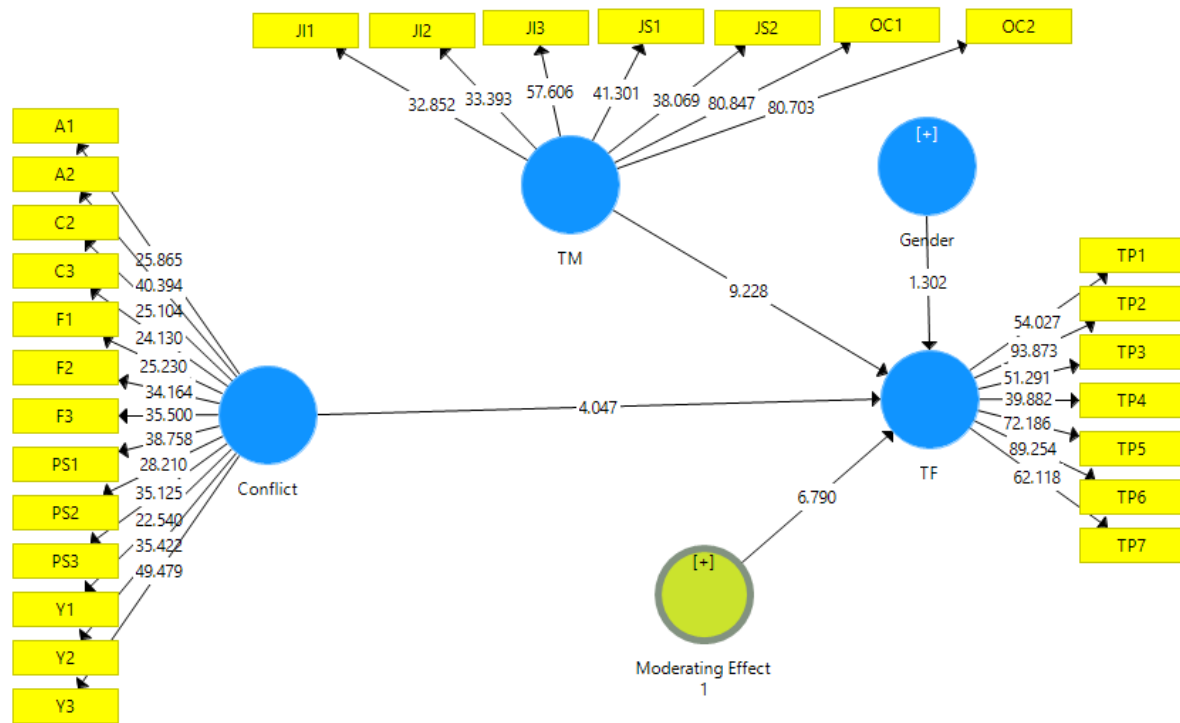 JI1
JI2
JI3
JS1
JS2
OC1
OC2
32.852
33.393
57.606
41.301
38.069
80.847
80.703
TM
[+]
Gender
1.302
9.228
A1
A2
C2
C3
F1
F2
F3
PS1
PS2
PS3
Y1
Y2
Y3
25.865
40.394
25.104
24.130
25.230
34.164
35.500
38.758
28.210
35.125
22.540
35.422
49.479
Conflict
4.047
TF
54.027
93.873
51.291
39.882
72.186
89.254
62.118
TP1
TP2
TP3
TP4
TP5
TP6
TP7
6.790
[+]
Moderating Effect
1